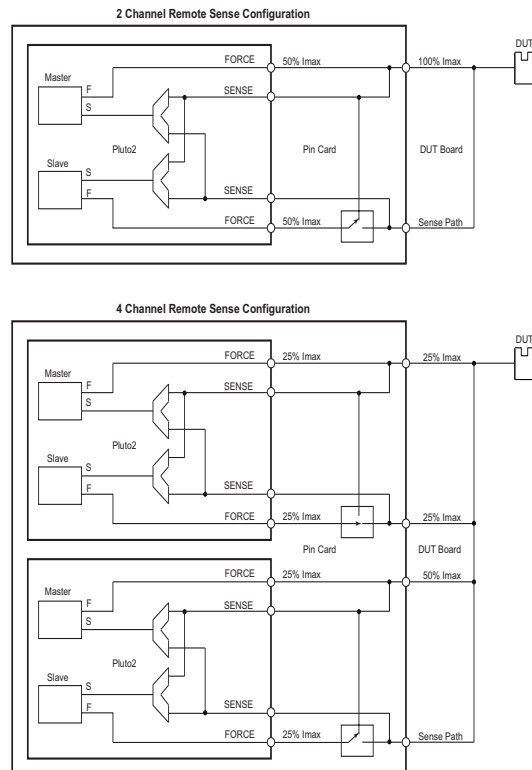 2 Channel Remote Sense Configuration
DUT
FORCE
50% Imax
100% Imax
Master
F
SENSE
S
Pluto2
Pin Card
DUT Board
Slave
S
SENSE
F
FORCE
50% Imax
Sense Path
4 Channel Remote Sense Configuration
DUT
FORCE
25% Imax
25% Imax
Master
F
SENSE
S
Pluto2
Slave
S
SENSE
F
FORCE
25% Imax
25% Imax
Pin Card
DUT Board
FORCE
25% Imax
50% Imax
Master
F
SENSE
S
Pluto2
Slave
S
SENSE
F
FORCE
25% Imax
Sense Path